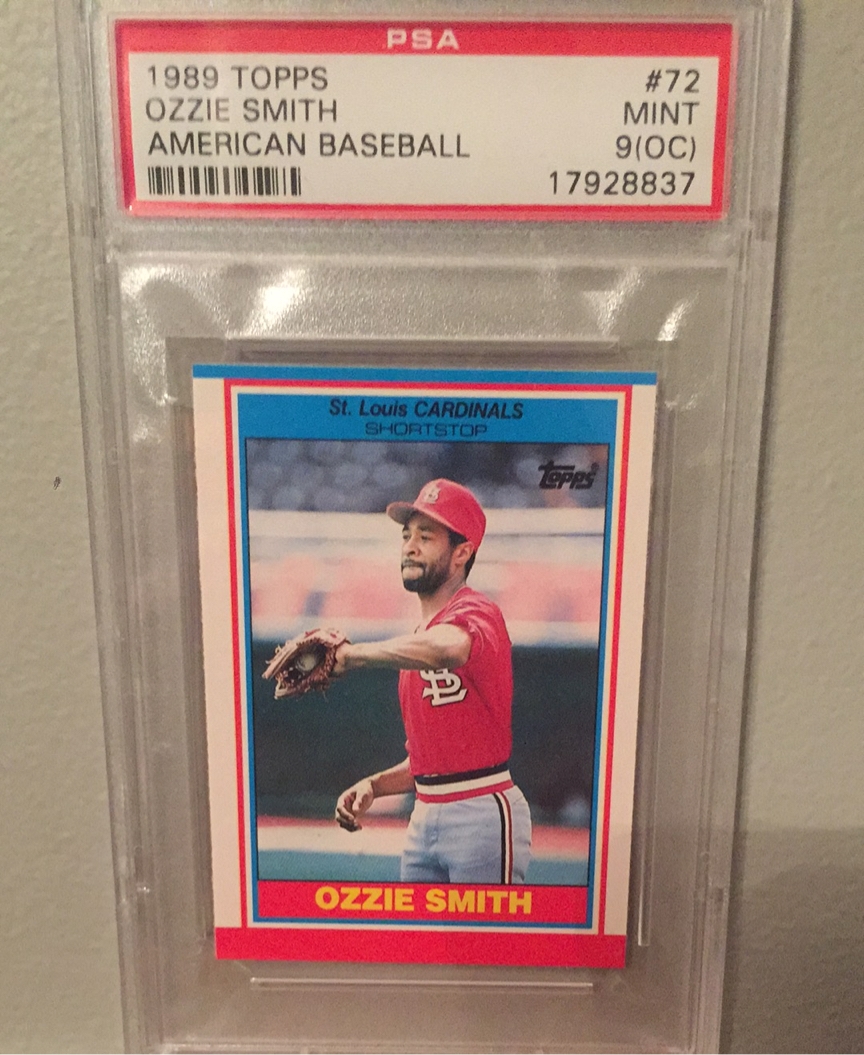 PSA
1989 TOPPS #72
OZZIE SMITH MINT
AMERICAN BASEBALL 9(OC)
17928837
St. Louis CARDINALS
SHORTSTOP
Topps
StL
OZZIE SMITH